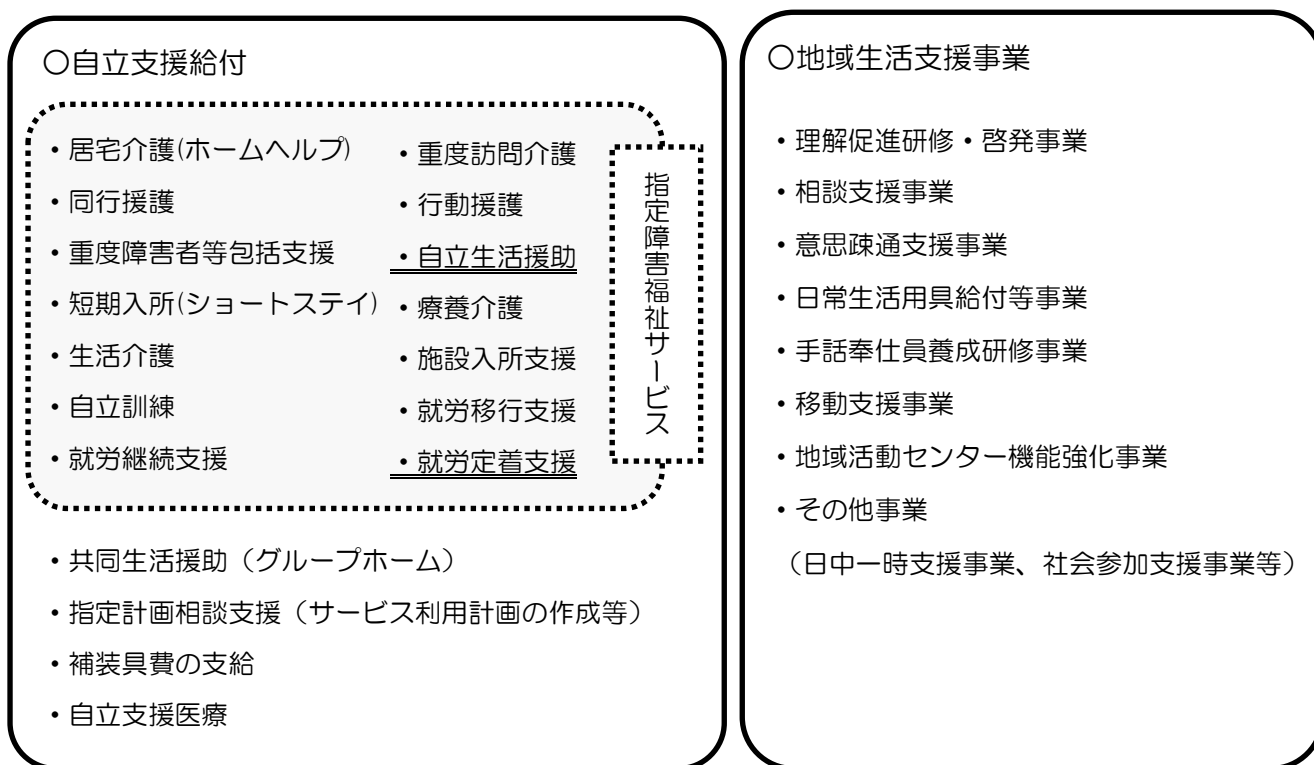 〇自立支援給付
・居宅介護(ホームヘルプ)
・同行援護
・重度障害者等包括支援
・短期入所(ショートステイ)
・生活介護
・自立訓練
・就労継続支援
・重度訪問介護
・行動援護
・自立生活援助
・療養介護
・施設入所支援
・就労移行支援
・就労定着支援
指定障害福祉サービス
・共同生活援助（グループホーム）
・指定計画相談支援（サービス利用計画の作成等）
・補装具費の支給
・自立支援医療
〇地域生活支援事業
・理解促進研修・啓発事業
・相談支援事業
・意思疎通支援事業
・日常生活用具給付等事業
・手話奉仕員養成研修事業
・移動支援事業
・地域活動センター機能強化事業
・その他事業
（日中一時支援事業、社会参加支援事業等）